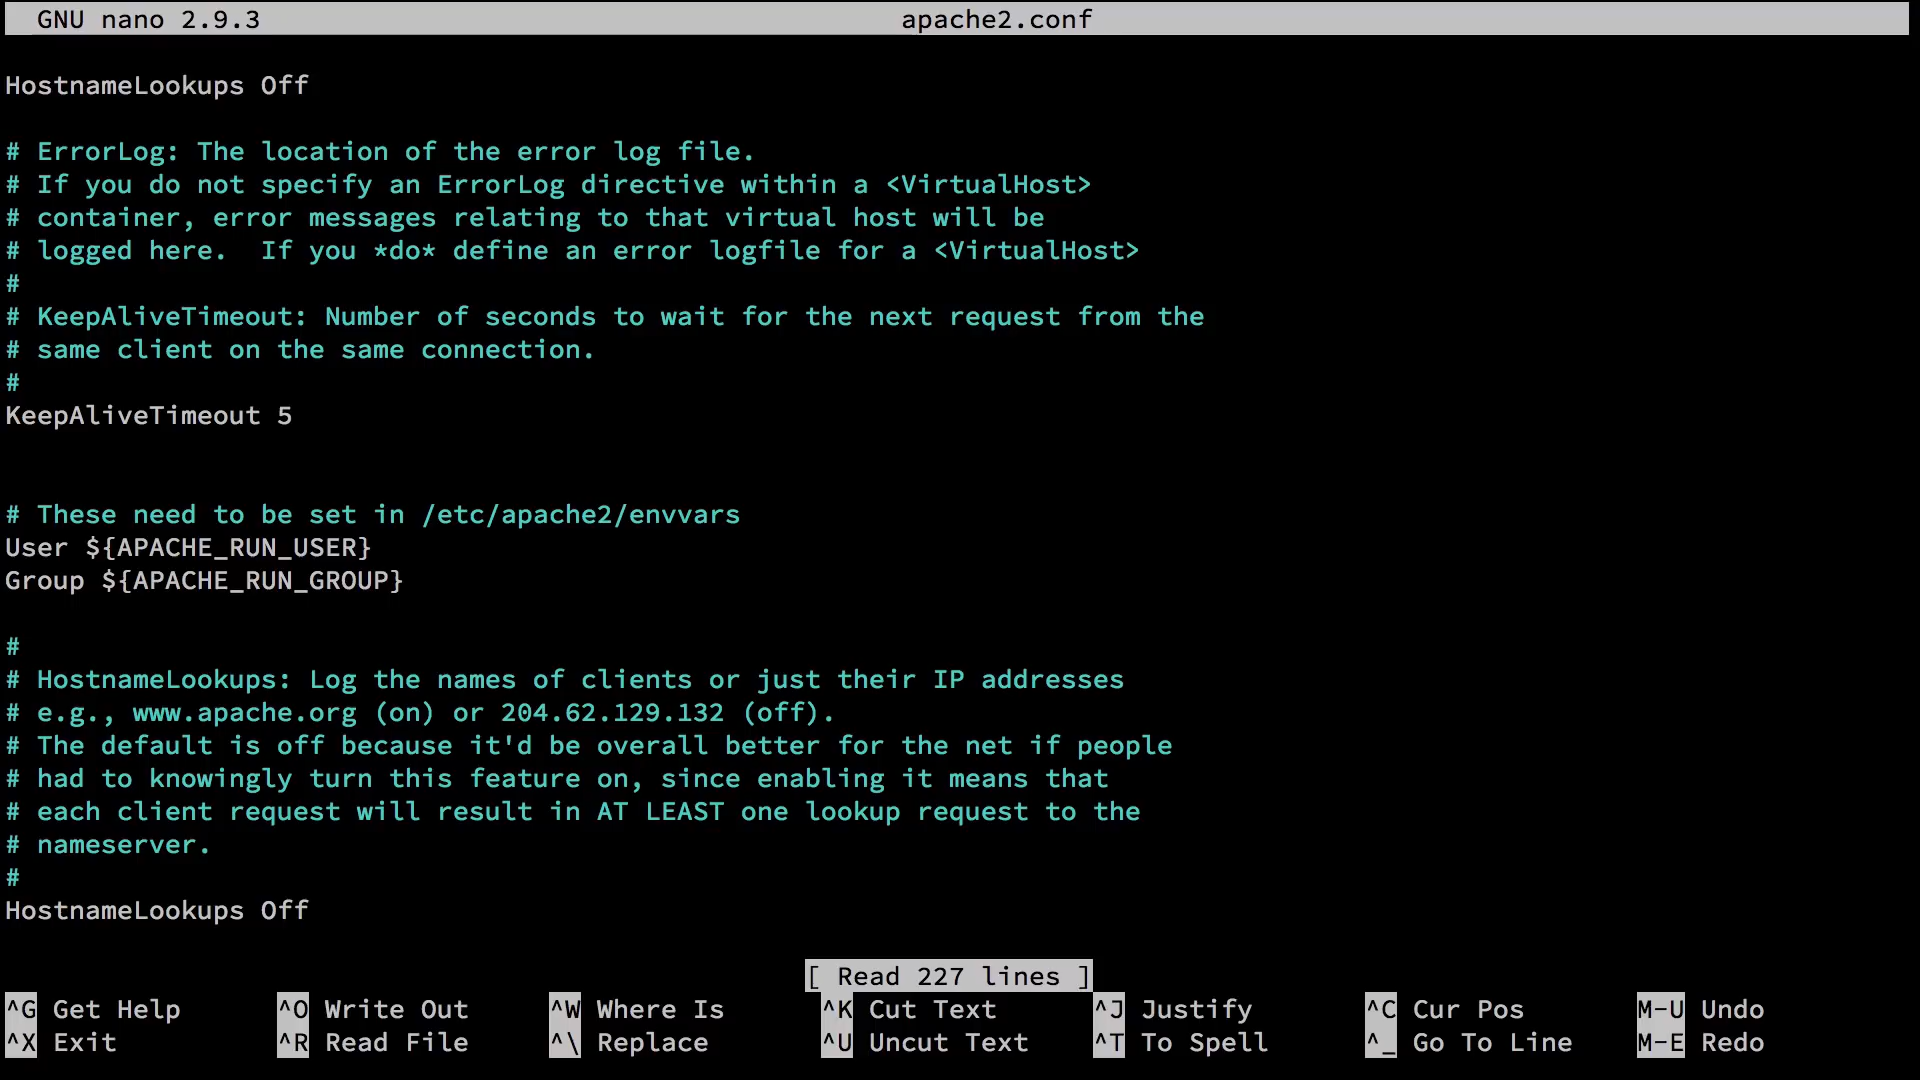 GNU nano 2.9.3 apache2.conf
HostnameLookups Off
# ErrorLog: The location of the error log file.
# If you do not specify an ErrorLog directive within a <VirtualHost>
# container, error messages relating to that virtual host will be
# logged here.  If you *do* define an error logfile for a <VirtualHost>
#
# KeepAliveTimeout: Number of seconds to wait for the next request from the
# same client on the same connection.
#
KeepAliveTimeout 5
# These need to be set in /etc/apache2/envvars
User ${APACHE_RUN_USER}
Group ${APACHE_RUN_GROUP}
#
# HostnameLookups: Log the names of clients or just their IP addresses
# e.g., www.apache.org (on) or 204.62.129.132 (off).
# The default is off because it'd be overall better for the net if people
# had to knowingly turn this feature on, since enabling it means that
# each client request will result in AT LEAST one lookup request to the
# nameserver.
#
HostnameLookups Off
[ Read 227 lines ]
^G Get Help ^O Write Out ^W Where Is ^K Cut Text ^J Justify ^C Cur Pos M-U Undo
^X Exit ^R Read File ^\ Replace ^U Uncut Text ^T To Spell ^_ Go To Line M-E Redo